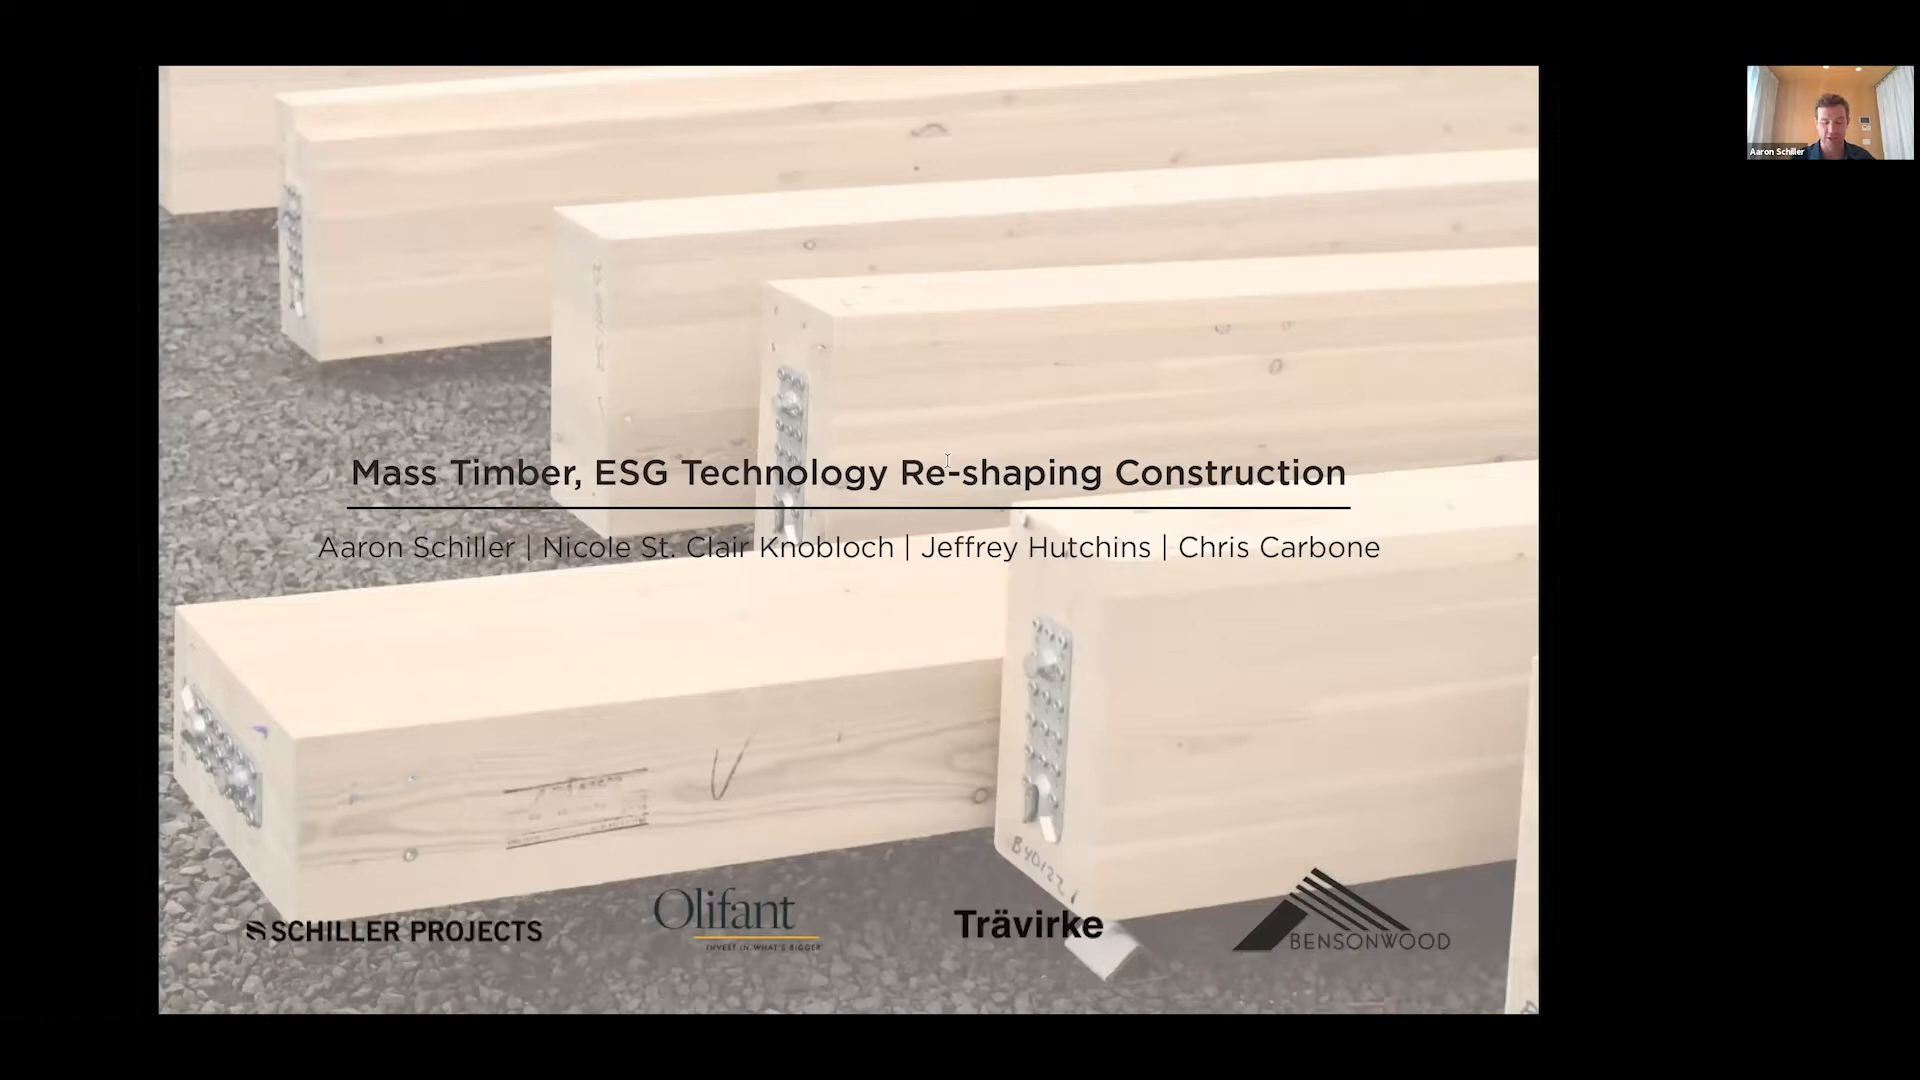 Aaron Schiller
Mass Timber, ESG Technology Re-shaping Construction
Aaron Schiller | Nicole St. Clair Knobloch | Jeffrey Hutchins | Chris Carbone
SCHILLER PROJECTS
Olifant
INVEST IN WHAT'S BIGGER
Trävirke
BENSONWOOD